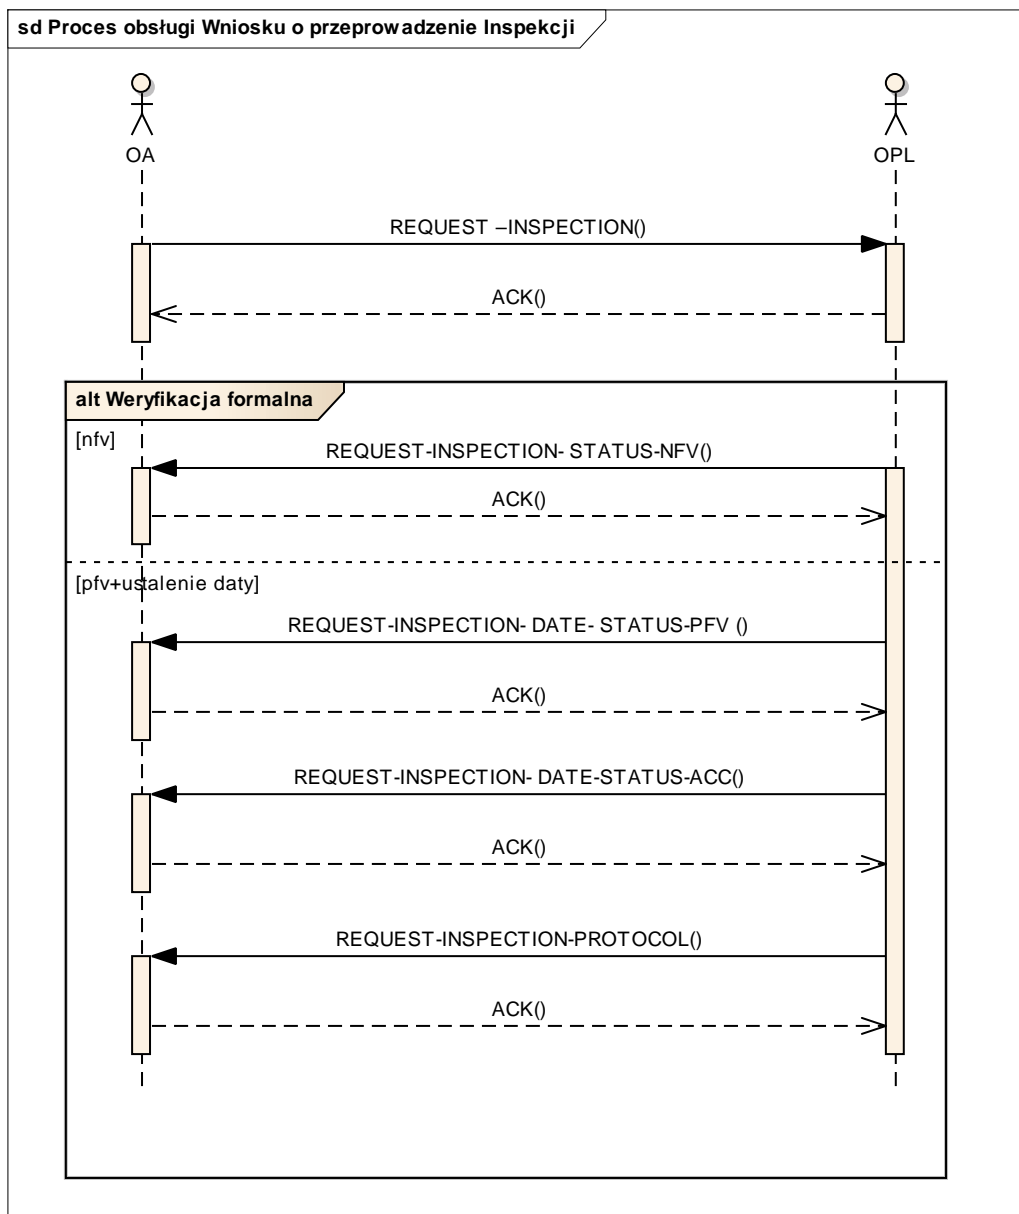 sd Proces obsługi Wniosku o przeprowadzenie Inspekcji
OA
OPL
REQUEST –INSPECTION()
ACK()
alt Weryfikacja formalna
[nfv]
REQUEST-INSPECTION- STATUS-NFV()
ACK()
[pfv+ustalenie daty]
REQUEST-INSPECTION- DATE- STATUS-PFV ()
ACK()
REQUEST-INSPECTION- DATE-STATUS-ACC()
ACK()
REQUEST-INSPECTION-PROTOCOL()
ACK()